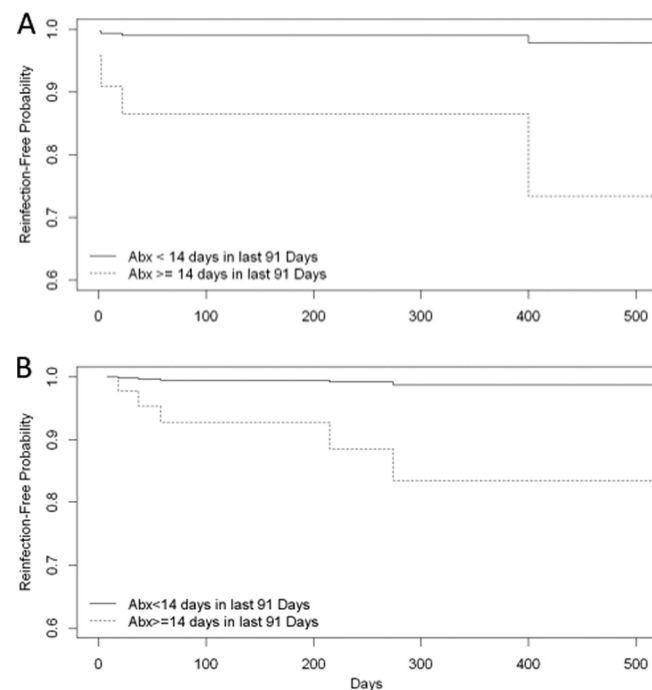 A
Reinfection-Free Probability
1.0
0.9
0.8
0.7
0.6
Abx < 14 days in last 91 Days
Abx >= 14 days in last 91 Days
0 100 200 300 400 500
B
Reinfection-Free Probability
1.0
0.9
0.8
0.7
0.6
Abx<14 days in last 91 Days
Abx>=14 days in last 91 Days
0 100 200 300 400 500
Days